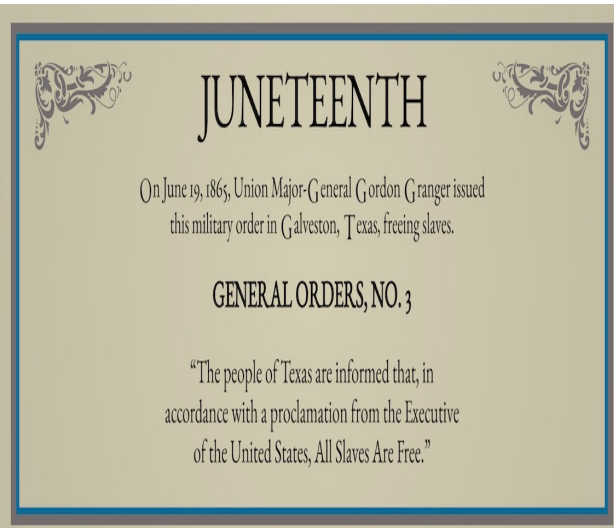 JUNETEENTH
On June 19, 1865, Union Major-General Gordon Granger issued
this military order in Galveston, Texas, freeing slaves.
GENERAL ORDERS, NO. 3
“The people of Texas are informed that, in
accordance with a proclamation from the Executive
of the United States, All Slaves Are Free.”